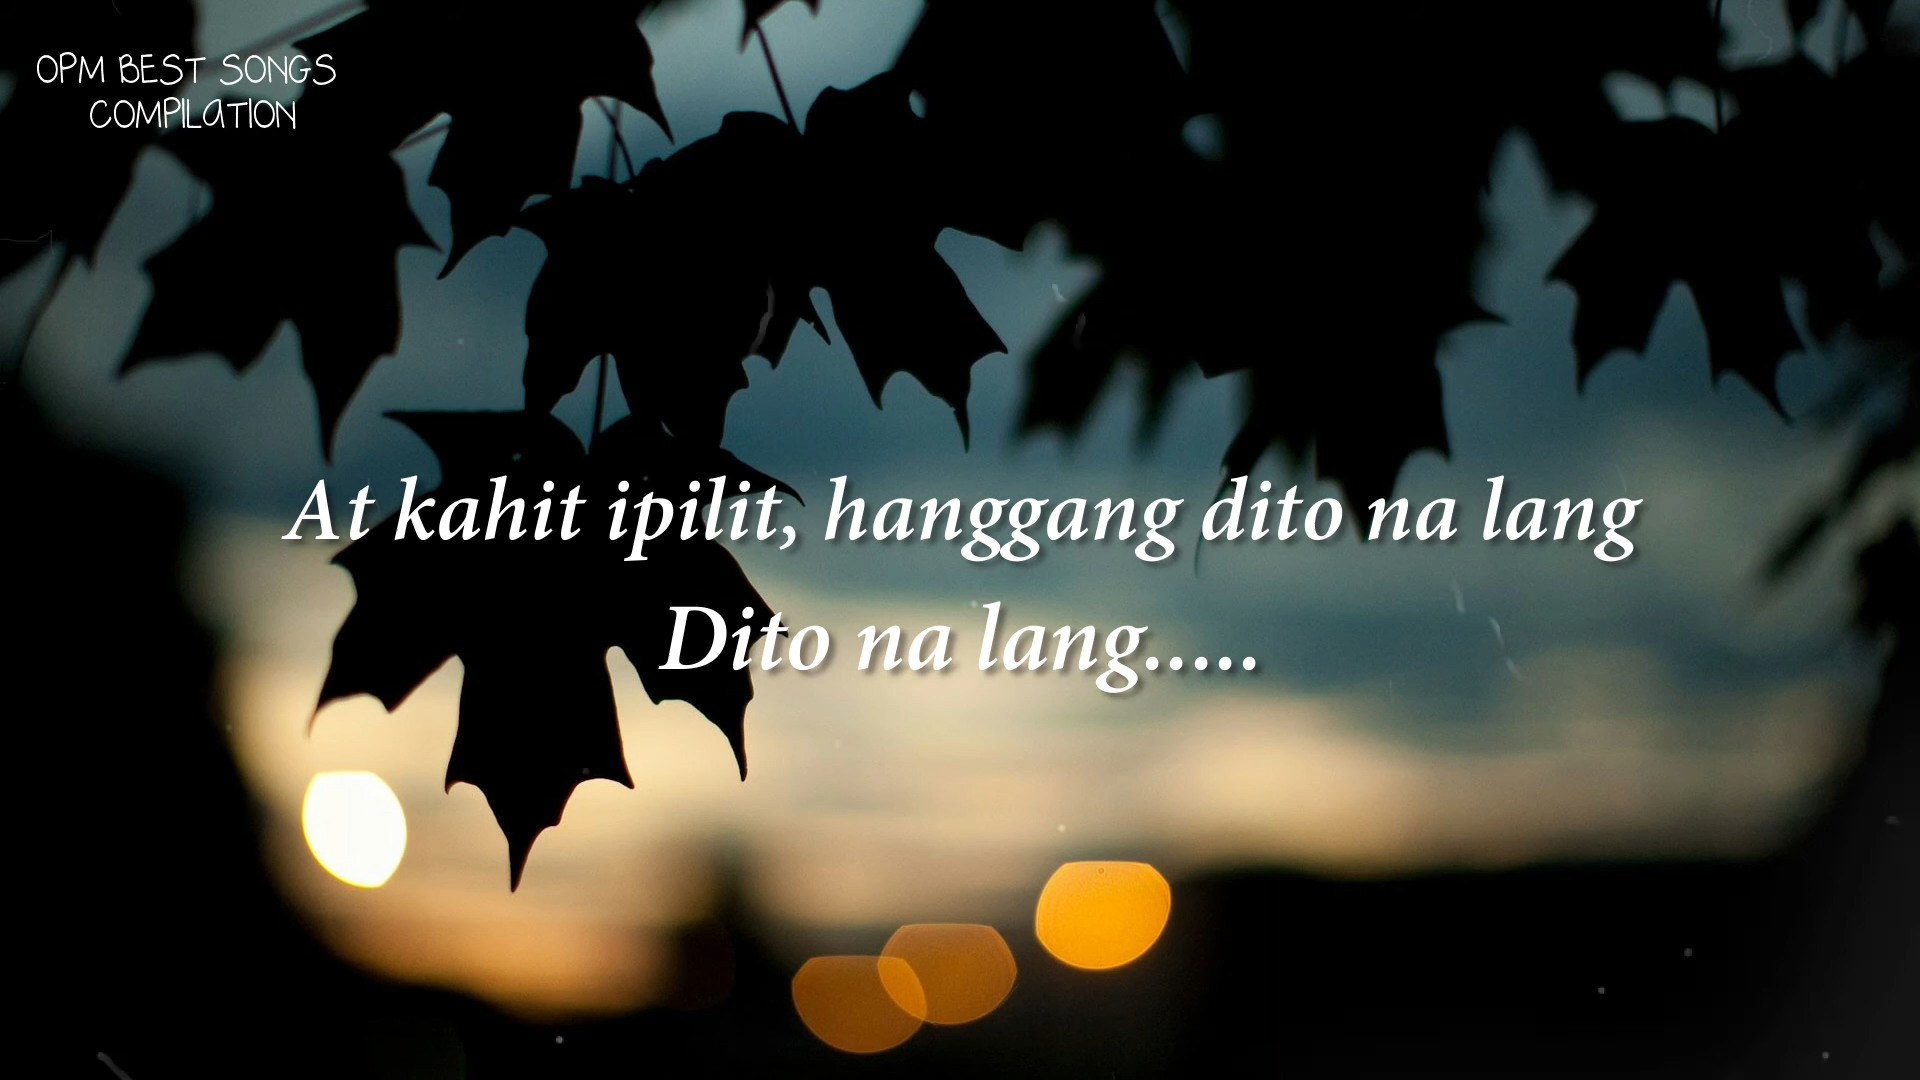 OPM BEST SONGS
COMPILATION
At kahit ipilit, hanggang dito na lang
Dito na lang.....